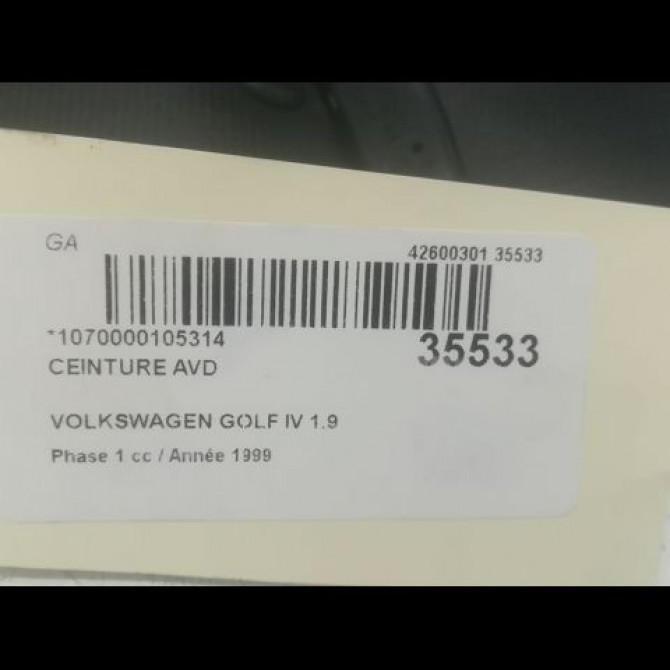 GA
42600301 35533
*1070000105314
35533
CEINTURE AVD
VOLKSWAGEN GOLF IV 1.9
Phase 1 cc / Année 1999